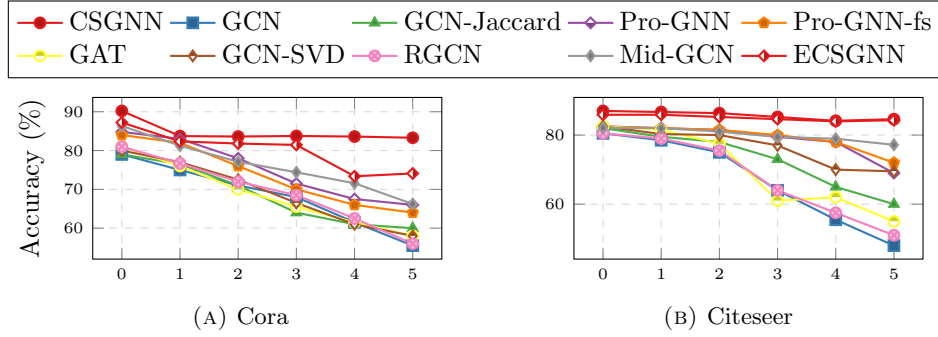 CSGNN GCN GCN-Jaccard Pro-GNN Pro-GNN-fs
GAT GCN-SVD RGCN Mid-GCN ECSGNN
Accuracy (%)
90
80
70
60
0 1 2 3 4 5
(A) Cora
80
60
0 1 2 3 4 5
(B) Citeseer